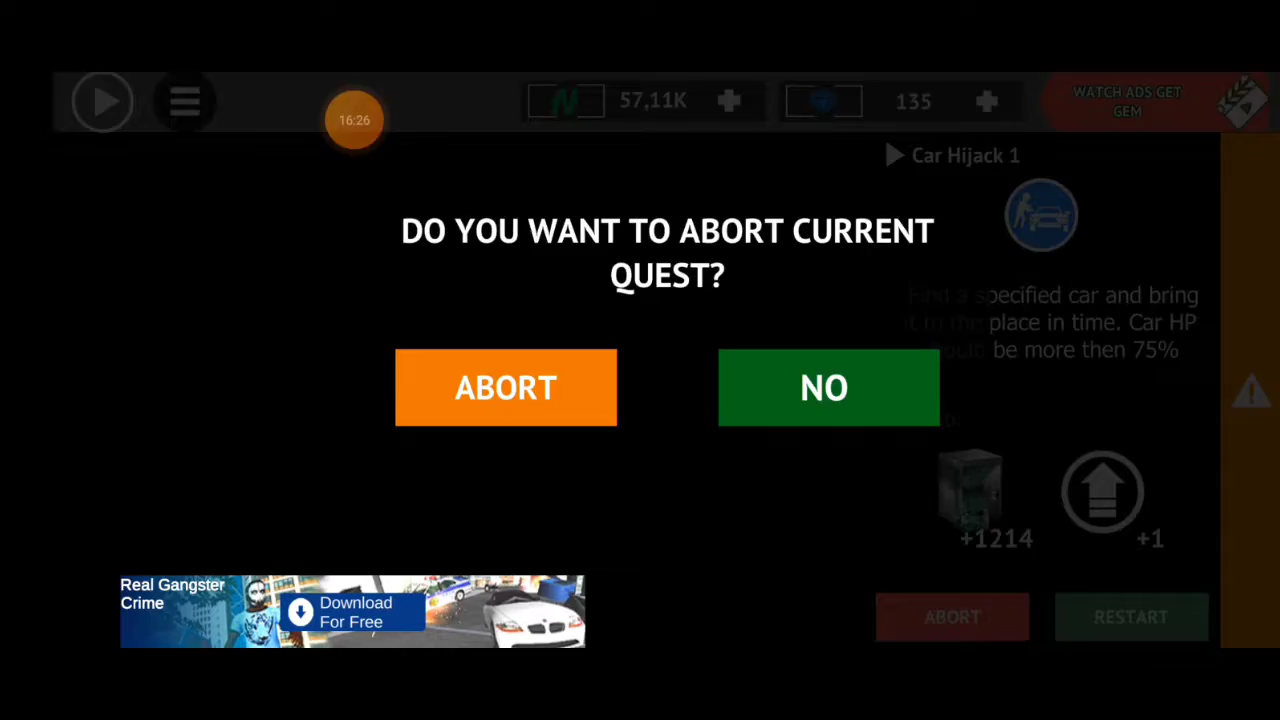 57,11K
135
WATCH ADS GET
GEM
16:26
Car Hijack 1
DO YOU WANT TO ABORT CURRENT
QUEST?
Find a specified car and bring
it to the place in time. Car HP
be more then 75%
ABORT
NO
+1214
+1
Real Gangster
Crime
Download
For Free
ABORT
RESTART